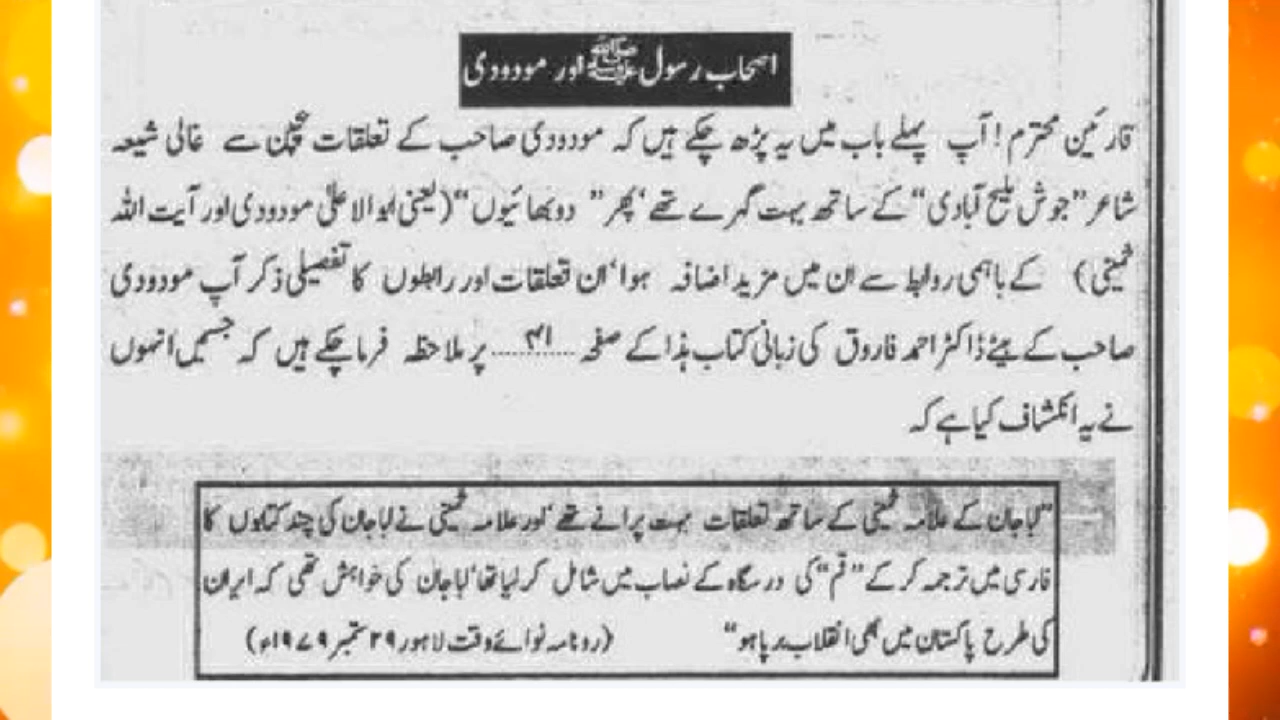 اصحاب رسول ﷺ اور مودودی
قارئین محترم! آپ پہلے باب میں یہ پڑھ چکے ہیں کہ مودودی صاحب کے تعلقات بچپن سے غالی شیعہ
شاعر "جوش ملیح آبادی" کے ساتھ بہت گہرے تھے، پھر "دو بھائیوں" (یعنی ابوالاعلیٰ مودودی اور آیت اللہ
خمینی) کے باہمی روابط سے ان میں مزید اضافہ ہوا، ان تعلقات اور رابطوں کا تفصیلی ذکر آپ مودودی
صاحب کے بیٹے ڈاکٹر احمد فاروق کی زبانی کتاب ہذا کے صفحہ ......۴۱...... پر ملاحظہ فرما چکے ہیں کہ جسمیں انہوں
نے یہ انکشاف کیا ہے کہ
"ابا جان کے علامہ خمینی کے ساتھ تعلقات بہت پرانے تھے، اور علامہ خمینی نے ابا جان کی چند کتابوں کا
فارسی میں ترجمہ کر کے "قم" کی درسگاہ کے نصاب میں شامل کر لیا تھا، ابا جان کی خواہش تھی کہ ایران
کی طرح پاکستان میں بھی انقلاب برپا ہو" (روزنامہ نوائے وقت لاہور ۲۹ ستمبر ۱۹۷۹ء)